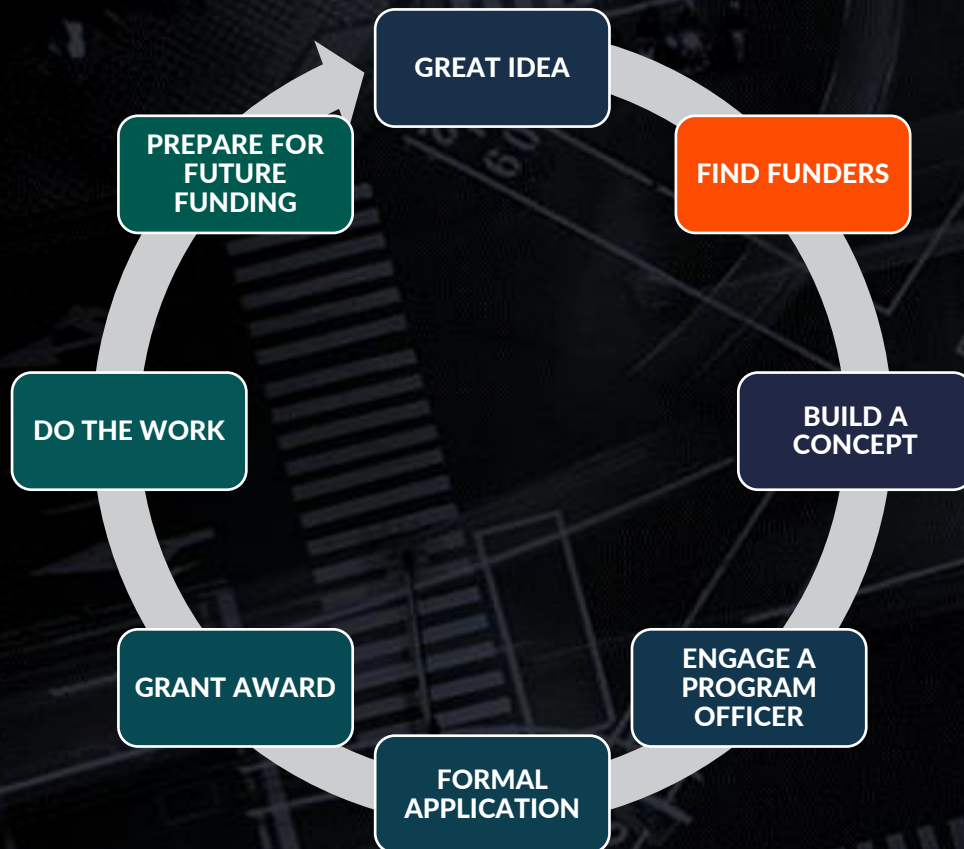 GREAT IDEA
FIND FUNDERS
BUILD A
CONCEPT
ENGAGE A
PROGRAM
OFFICER
FORMAL
APPLICATION
GRANT AWARD
DO THE WORK
PREPARE FOR
FUTURE
FUNDING
60